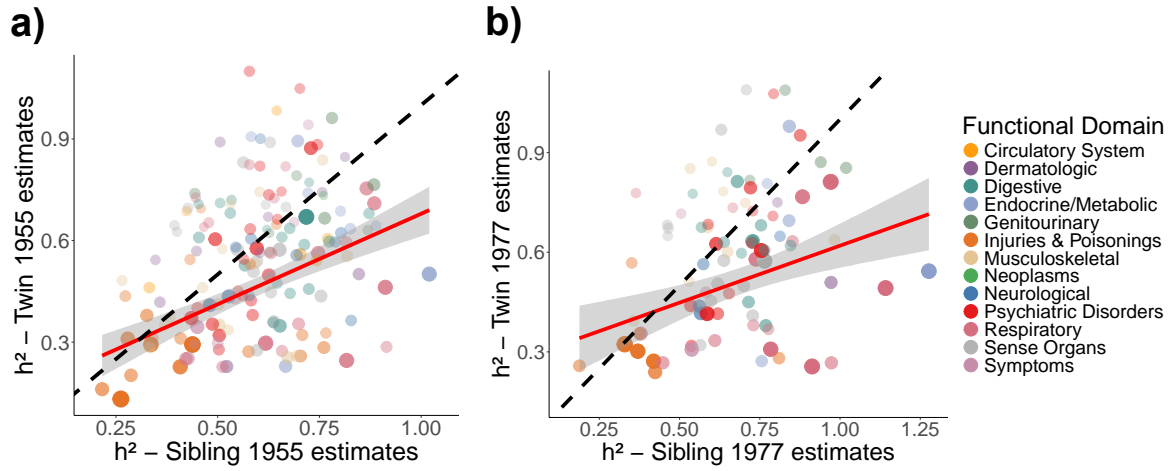 a)
h² – Twin 1955 estimates
0.9
0.6
0.3
0.25
0.50
0.75
1.00
h² – Sibling 1955 estimates
b)
h² – Twin 1977 estimates
0.9
0.6
0.3
0.25
0.50
0.75
1.00
1.25
h² – Sibling 1977 estimates
Functional Domain
Circulatory System
Dermatologic
Digestive
Endocrine/Metabolic
Genitourinary
Injuries & Poisonings
Musculoskeletal
Neoplasms
Neurological
Psychiatric Disorders
Respiratory
Sense Organs
Symptoms